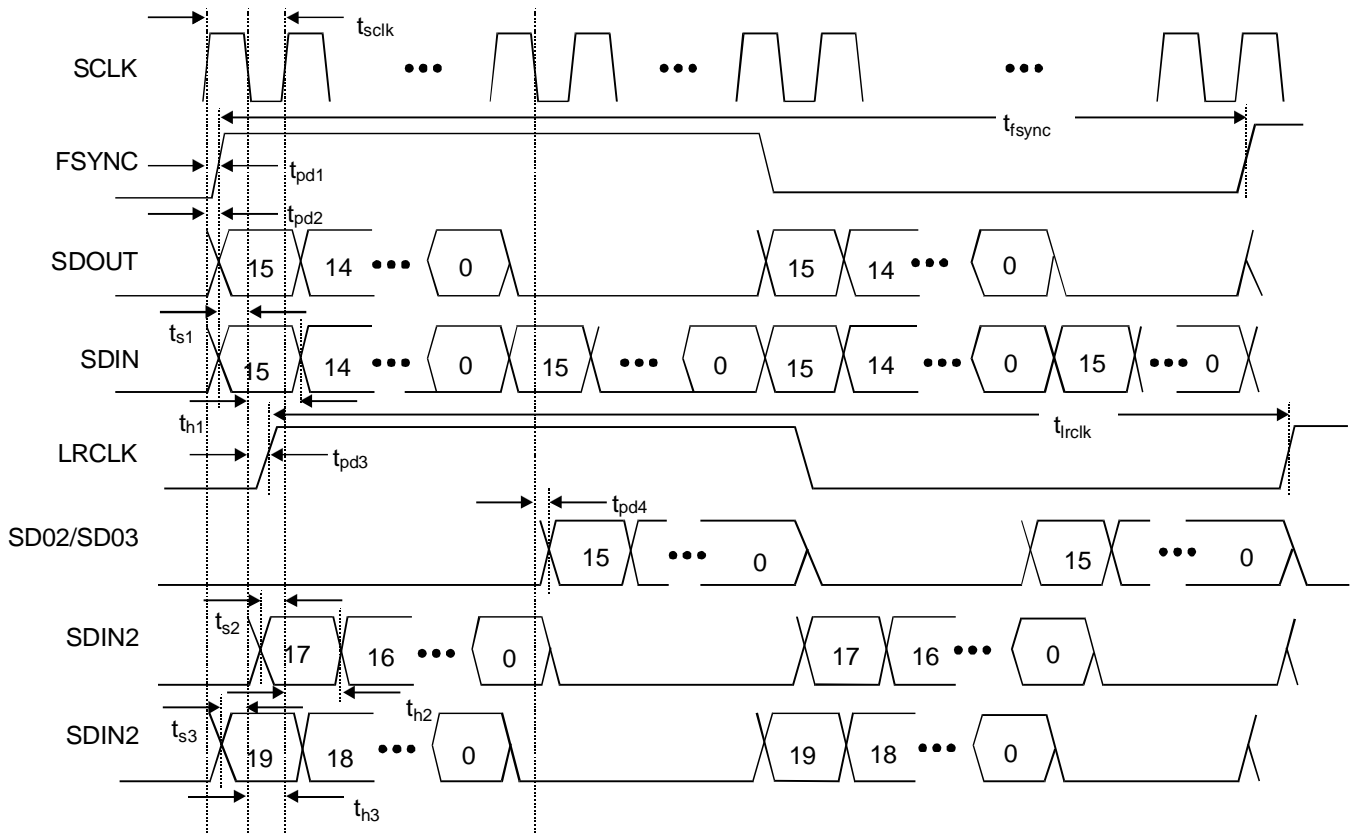 t_sclk
SCLK
t_fsync
FSYNC
t_pd1
t_pd2
SDOUT 15 14 0 15 14 0
t_s1
SDIN 15 14 0 15 0 15 14 0 15 0
t_h1
t_lrclk
LRCLK
t_pd3
t_pd4
SD02/SD03 15 0 15 0
t_s2
SDIN2 17 16 0 17 16 0
t_h2
t_s3
SDIN2 19 18 0 19 18 0
t_h3